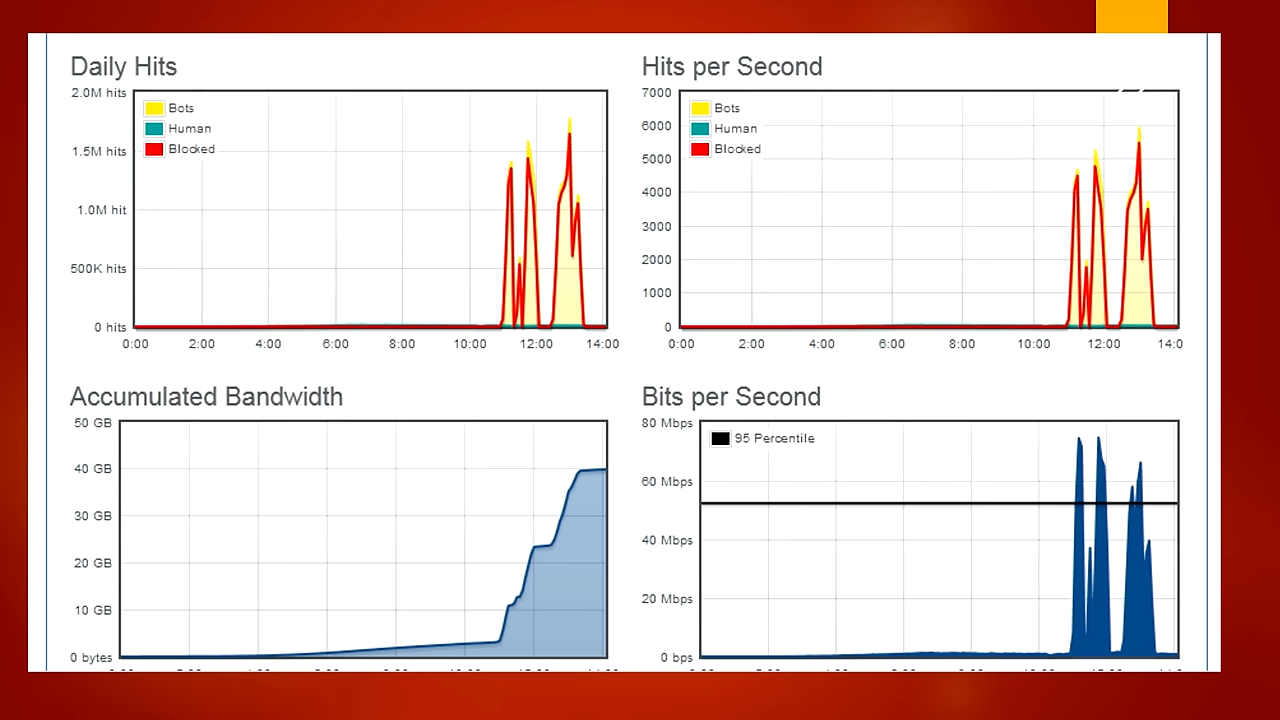 Daily Hits
2.0M hits
1.5M hits
1.0M hit
500K hits
0 hits
Bots
Human
Blocked
0:00 2:00 4:00 6:00 8:00 10:00 12:00 14:00
Hits per Second
7000
6000
5000
4000
3000
2000
1000
0
Bots
Human
Blocked
0:00 2:00 4:00 6:00 8:00 10:00 12:00 14:0
Accumulated Bandwidth
50 GB
40 GB
30 GB
20 GB
10 GB
0 bytes
Bits per Second
80 Mbps
60 Mbps
40 Mbps
20 Mbps
0 bps
95 Percentile